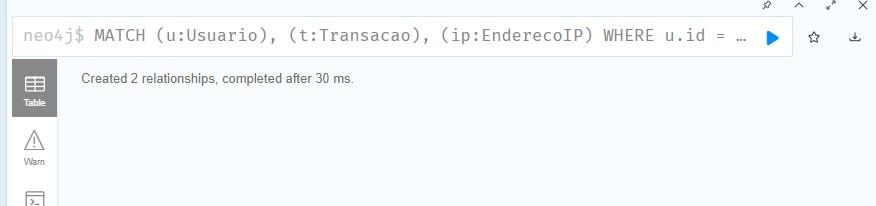 neo4j$ MATCH (u:Usuario), (t:Transacao), (ip:EnderecoIP) WHERE u.id = …
Created 2 relationships, completed after 30 ms.
Table
Warn